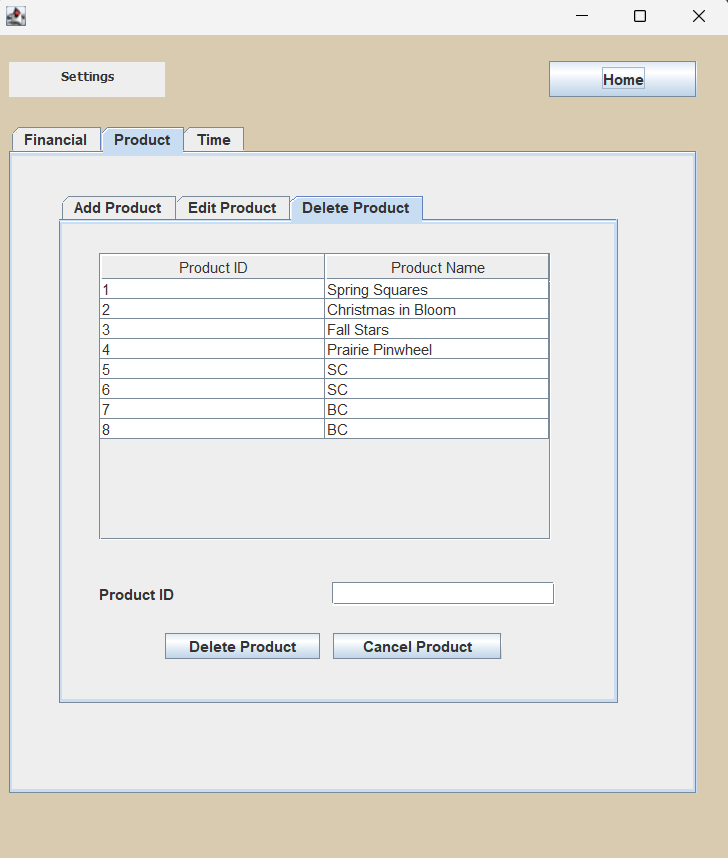 Settings
Home
Financial Product Time
Add Product Edit Product Delete Product
Product ID Product Name
1 Spring Squares
2 Christmas in Bloom
3 Fall Stars
4 Prairie Pinwheel
5 SC
6 SC
7 BC
8 BC
Product ID
Delete Product Cancel Product